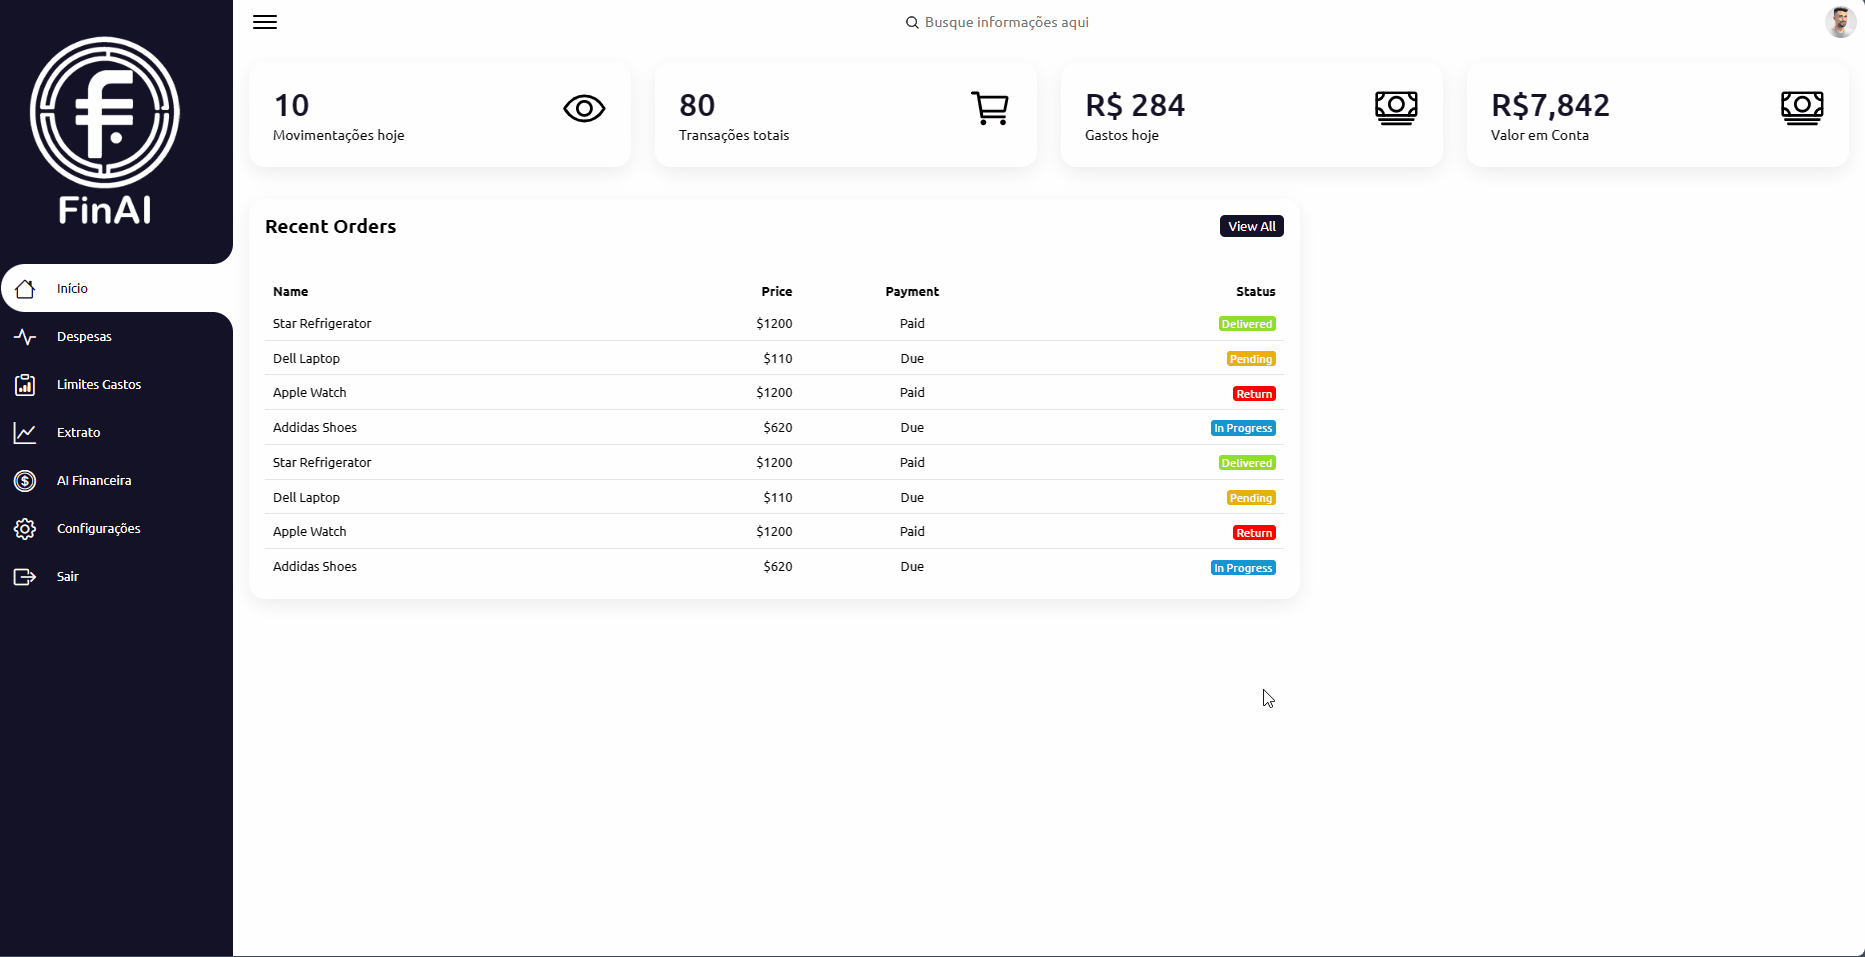 FinAI
Início
Despesas
Limites Gastos
Extrato
AI Financeira
Configurações
Sair
Busque informações aqui
10
Movimentações hoje
80
Transações totais
R$ 284
Gastos hoje
R$7,842
Valor em Conta
Recent Orders
View All
Name Price Payment Status
Star Refrigerator $1200 Paid Delivered
Dell Laptop $110 Due Pending
Apple Watch $1200 Paid Return
Addidas Shoes $620 Due In Progress
Star Refrigerator $1200 Paid Delivered
Dell Laptop $110 Due Pending
Apple Watch $1200 Paid Return
Addidas Shoes $620 Due In Progress